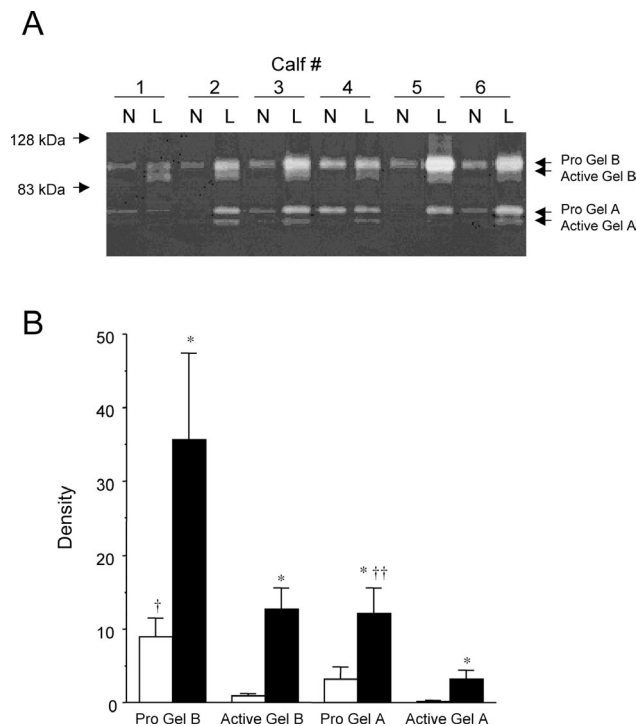 A
Calf #
1 2 3 4 5 6
N L N L N L N L N L N L
128 kDa
83 kDa
Pro Gel B
Active Gel B
Pro Gel A
Active Gel A
B
50
40
30
20
10
0
Density
†
*
*
* ††
*
Pro Gel B Active Gel B Pro Gel A Active Gel A